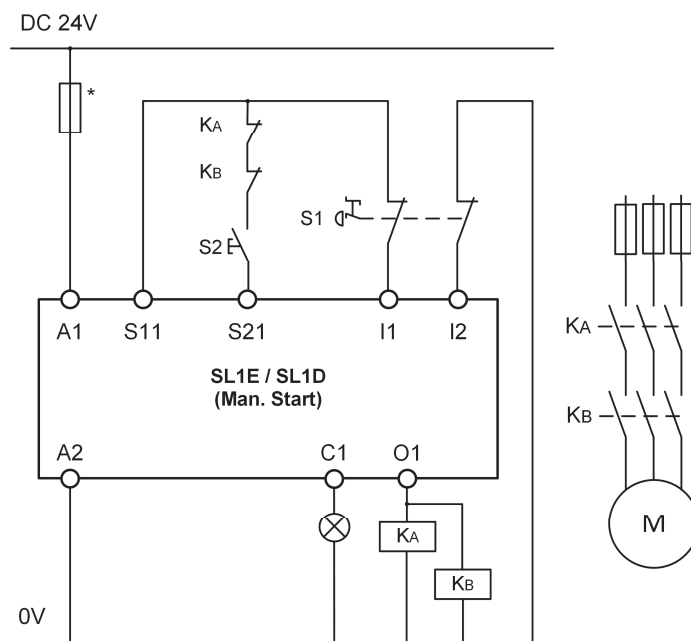 DC 24V
*
KA
KB
S1
S2
A1 S11 S21 I1 I2
SL1E / SL1D
(Man. Start)
A2 C1 O1
KA
KB
0V
KA
KB
M